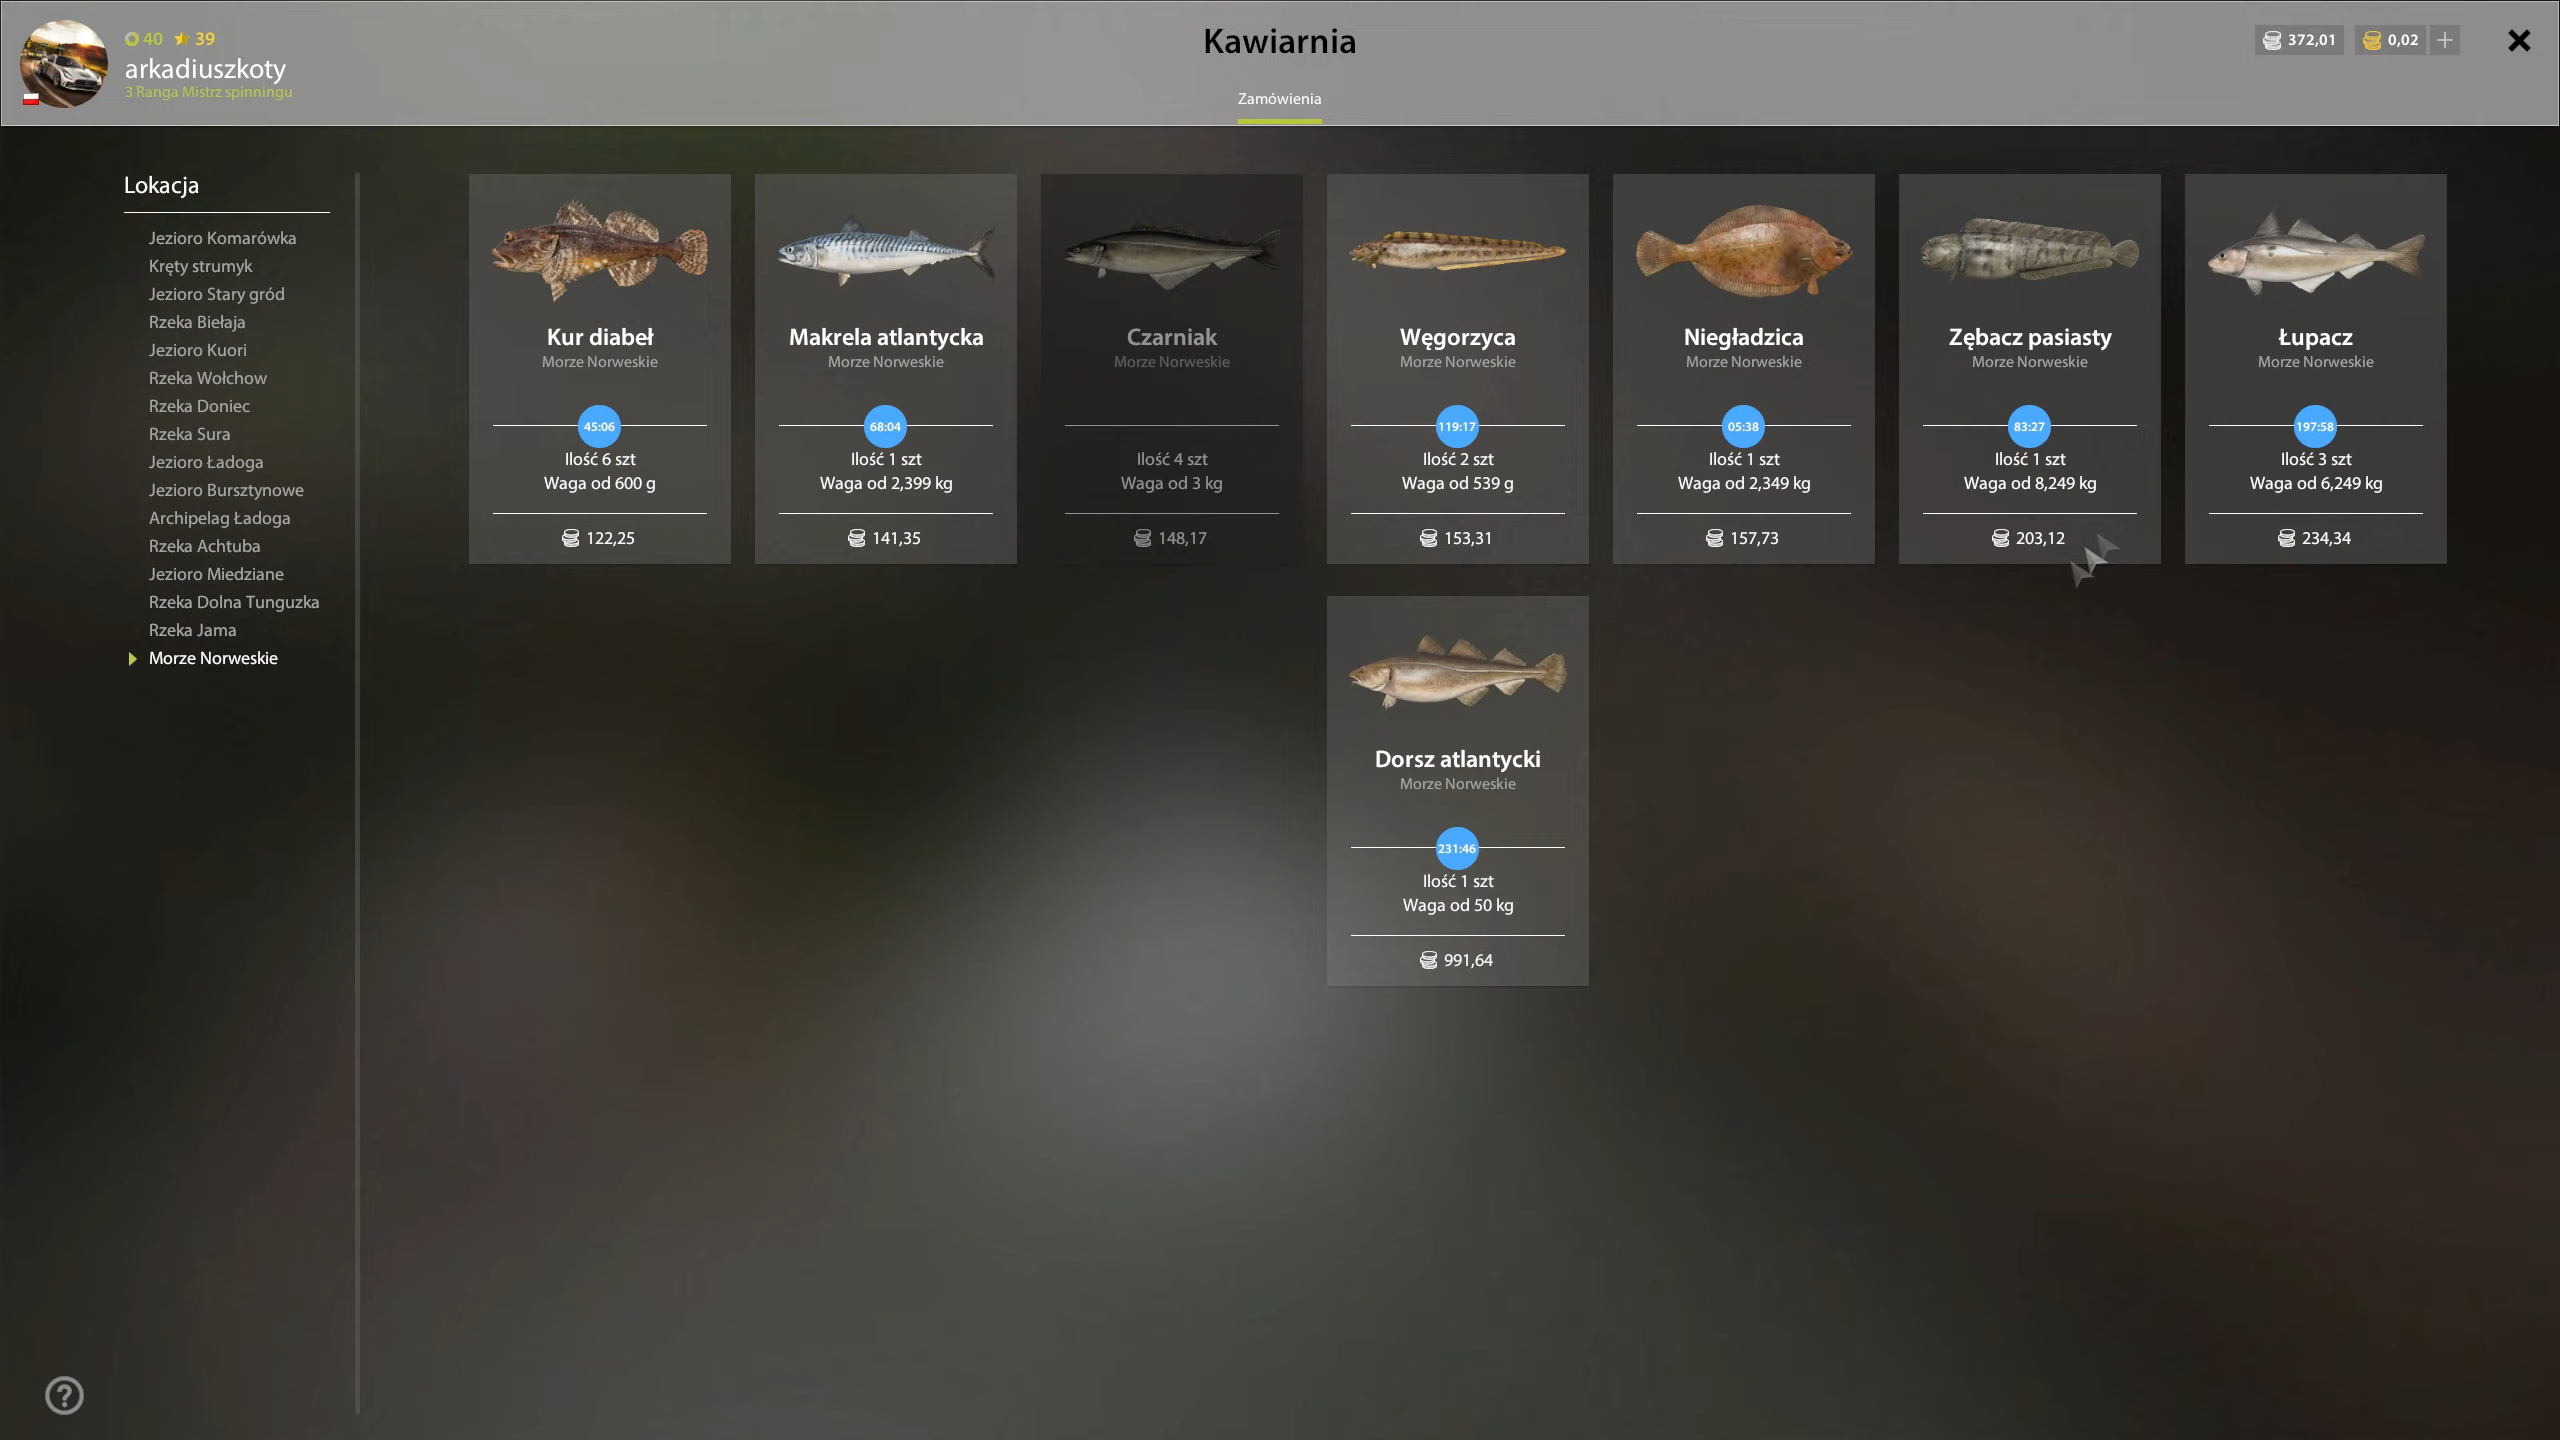 40 39
arkadiuszkoty
3 Ranga Mistrz spinningu
Kawiarnia
Zamówienia
372,01
0,02
Lokacja
Jezioro Komarówka
Kręty strumyk
Jezioro Stary gród
Rzeka Biełaja
Jezioro Kuori
Rzeka Wołchow
Rzeka Doniec
Rzeka Sura
Jezioro Ładoga
Jezioro Bursztynowe
Archipelag Ładoga
Rzeka Achtuba
Jezioro Miedziane
Rzeka Dolna Tunguzka
Rzeka Jama
Morze Norweskie
Kur diabeł
Morze Norweskie
45:06
Ilość 6 szt
Waga od 600 g
122,25
Makrela atlantycka
Morze Norweskie
68:04
Ilość 1 szt
Waga od 2,399 kg
141,35
Czarniak
Morze Norweskie
Ilość 4 szt
Waga od 3 kg
148,17
Węgorzyca
Morze Norweskie
119:17
Ilość 2 szt
Waga od 539 g
153,31
Niegładzica
Morze Norweskie
05:38
Ilość 1 szt
Waga od 2,349 kg
157,73
Zębacz pasiasty
Morze Norweskie
83:27
Ilość 1 szt
Waga od 8,249 kg
203,12
Łupacz
Morze Norweskie
197:58
Ilość 3 szt
Waga od 6,249 kg
234,34
Dorsz atlantycki
Morze Norweskie
231:46
Ilość 1 szt
Waga od 50 kg
991,64